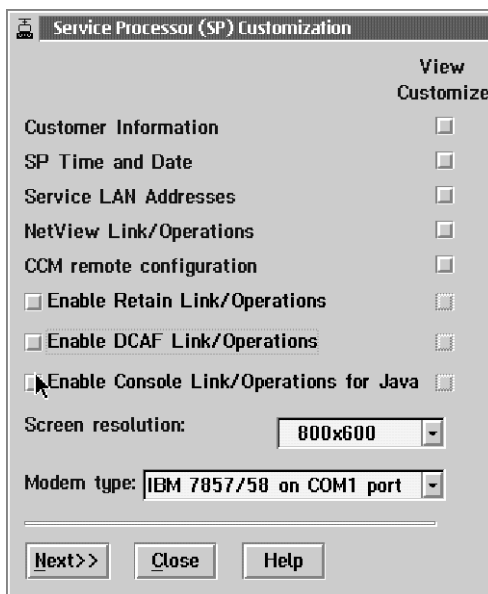 Service Processor (SP) Customization
View
Customize
Customer Information
SP Time and Date
Service LAN Addresses
NetView Link/Operations
CCM remote configuration
Enable Retain Link/Operations
Enable DCAF Link/Operations
Enable Console Link/Operations for Java
Screen resolution: 800x600
Modem type: IBM 7857/58 on COM1 port
Next>> Close Help